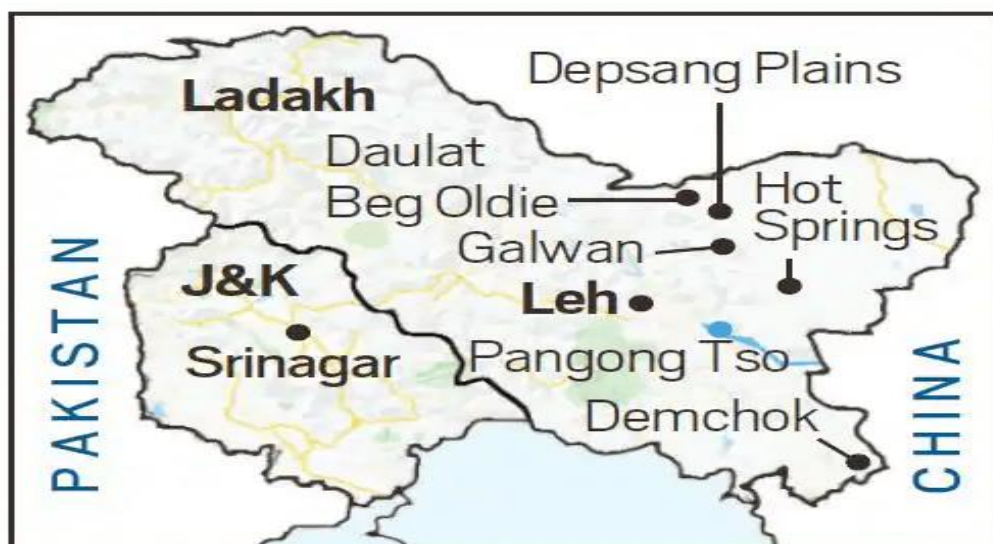 Depsang Plains
Ladakh
Daulat
Beg Oldie
Hot
Springs
Galwan
J&K
Leh
Srinagar
Pangong Tso
Demchok
PAKISTAN
CHINA